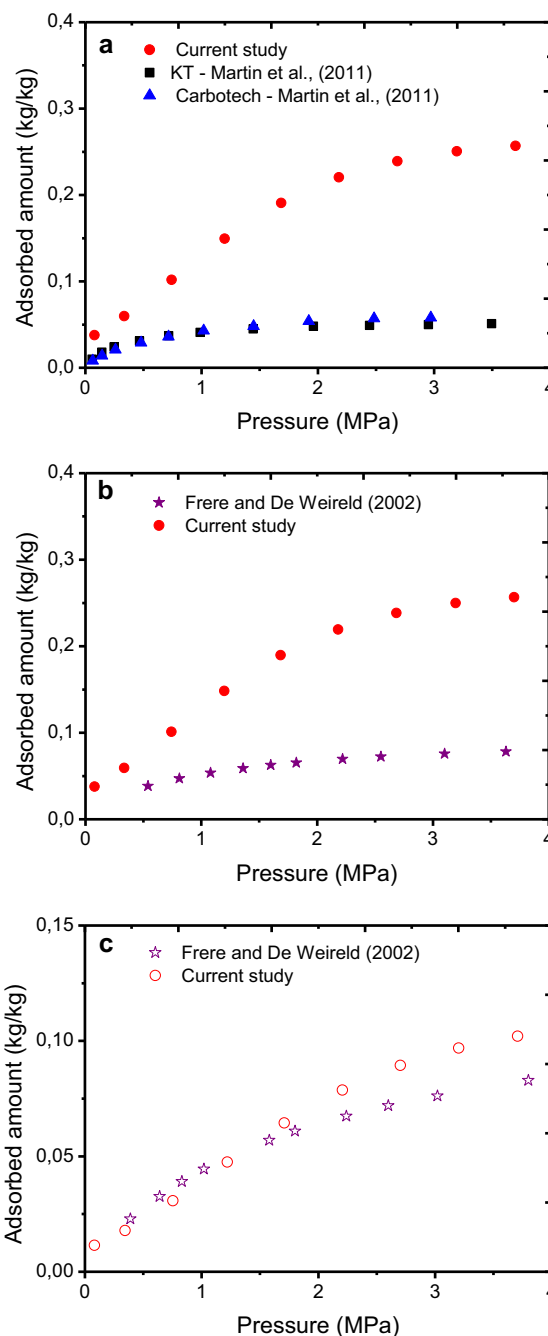 0,4
a
Current study
KT - Martin et al., (2011)
Carbotech - Martin et al., (2011)
0,3
0,2
0,1
0,0
Adsorbed amount (kg/kg)
0 1 2 3 4
Pressure (MPa)
0,4
b
Frere and De Weireld (2002)
Current study
0,3
0,2
0,1
0,0
Adsorbed amount (kg/kg)
0 1 2 3 4
Pressure (MPa)
0,15
c
Frere and De Weireld (2002)
Current study
0,10
0,05
0,00
Adsorbed amount (kg/kg)
0 1 2 3 4
Pressure (MPa)